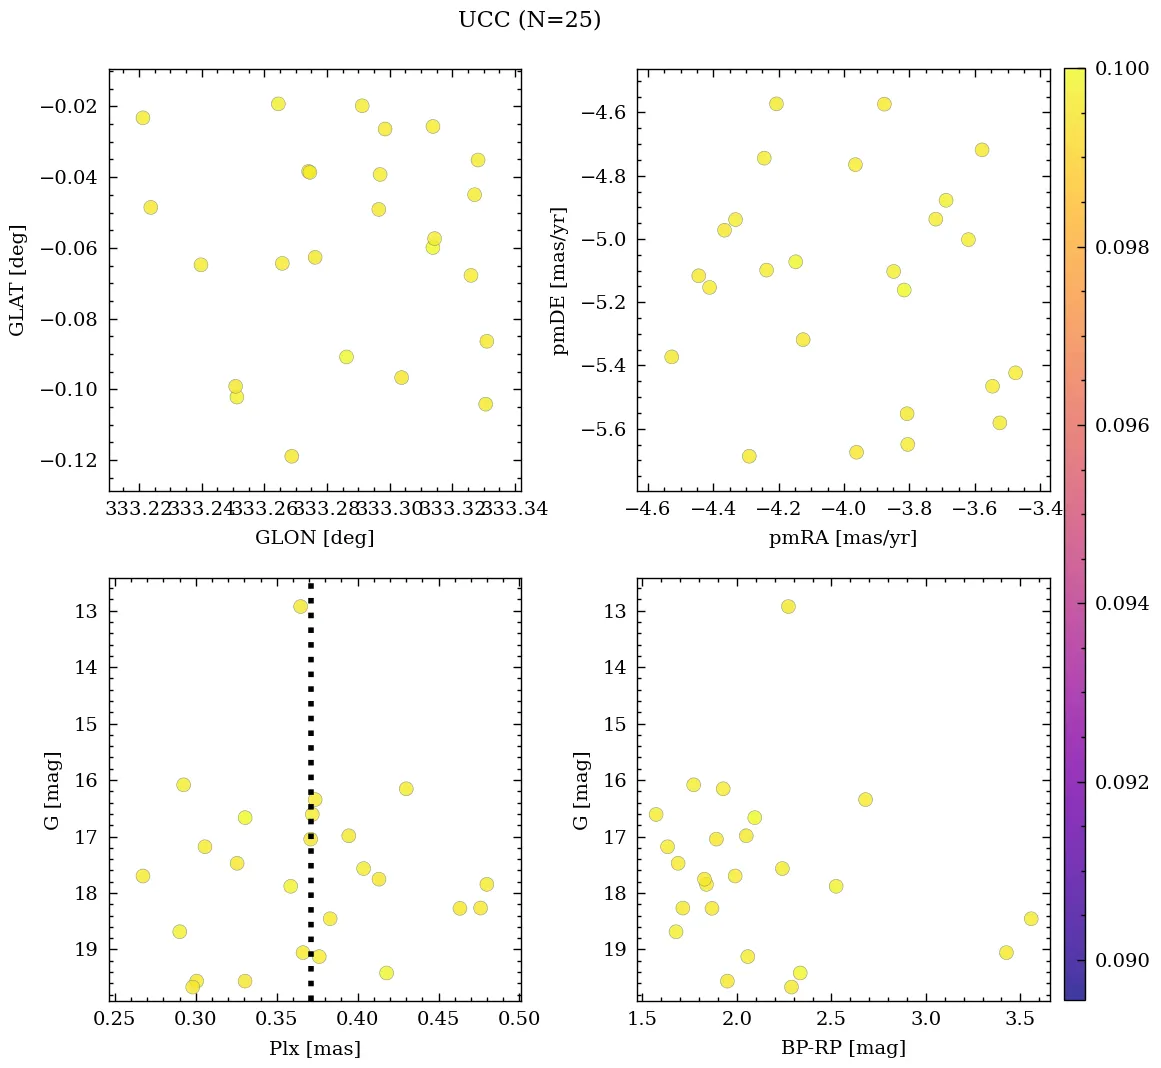 UCC (N=25)
GLAT [deg]
−0.02
−0.04
−0.06
−0.08
−0.10
−0.12
333.22 333.24 333.26 333.28 333.30 333.32 333.34
GLON [deg]
pmDE [mas/yr]
−4.6
−4.8
−5.0
−5.2
−5.4
−5.6
−4.6 −4.4 −4.2 −4.0 −3.8 −3.6 −3.4
pmRA [mas/yr]
0.100
0.098
0.096
0.094
0.092
0.090
G [mag]
13
14
15
16
17
18
19
0.25 0.30 0.35 0.40 0.45 0.50
Plx [mas]
G [mag]
13
14
15
16
17
18
19
1.5 2.0 2.5 3.0 3.5
BP-RP [mag]